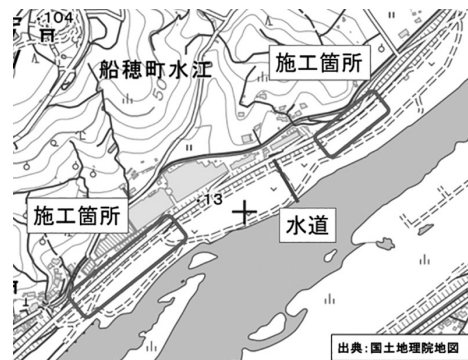 104
船穂町水江
施工箇所
13
施工箇所
水道
出典：国土地理院地図